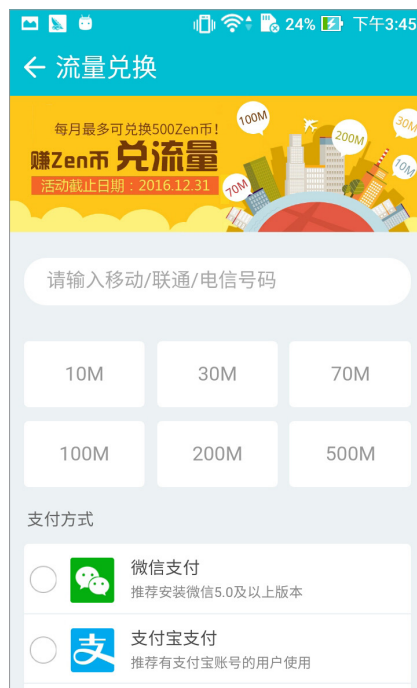 24% 下午3:45
流量兑换
每月最多可兑换500Zen币!
赚Zen币 兑流量
活动截止日期:2016.12.31
100M
200M
30M
10M
70M
请输入移动/联通/电信号码
10M 30M 70M
100M 200M 500M
支付方式
微信支付
推荐安装微信5.0及以上版本
支付宝支付
推荐有支付宝账号的用户使用